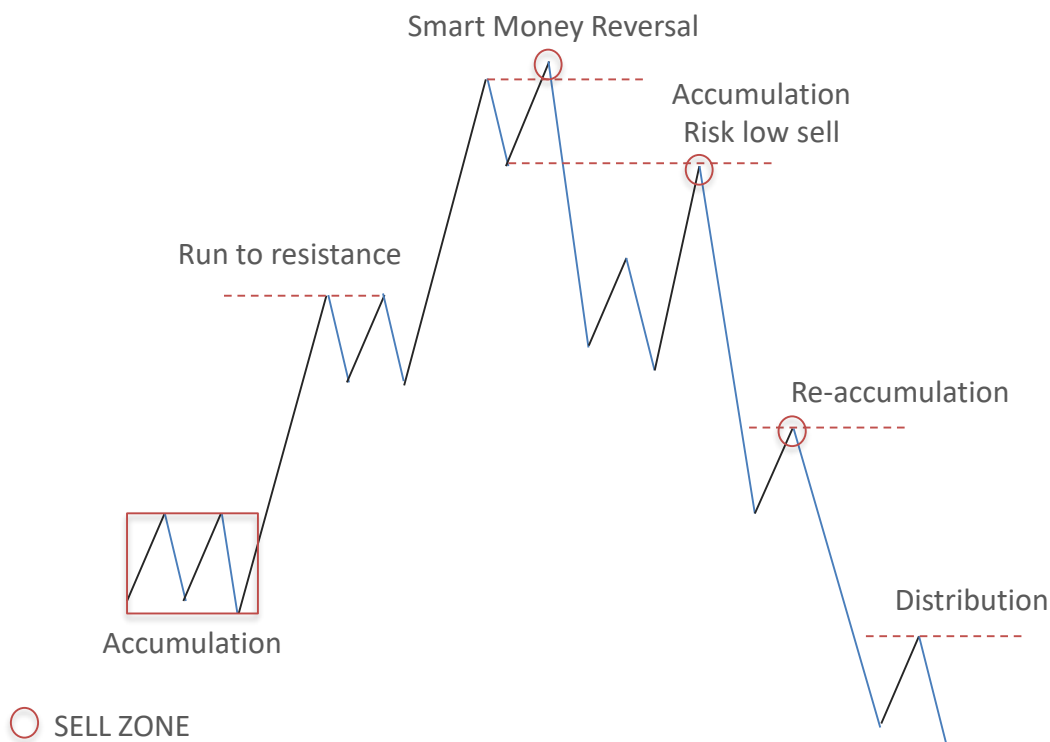 Smart Money Reversal
Accumulation
Risk low sell
Run to resistance
Re-accumulation
Distribution
Accumulation
SELL ZONE